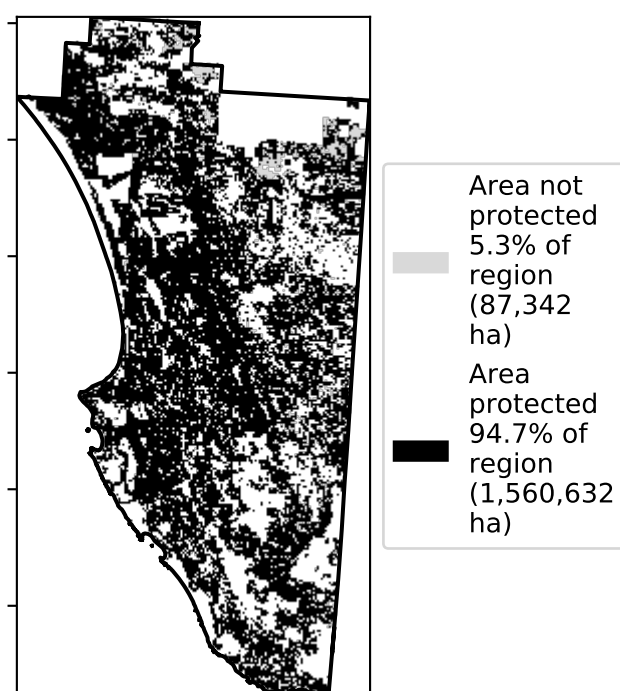 Area not
protected
5.3% of
region
(87,342
ha)
Area
protected
94.7% of
region
(1,560,632
ha)